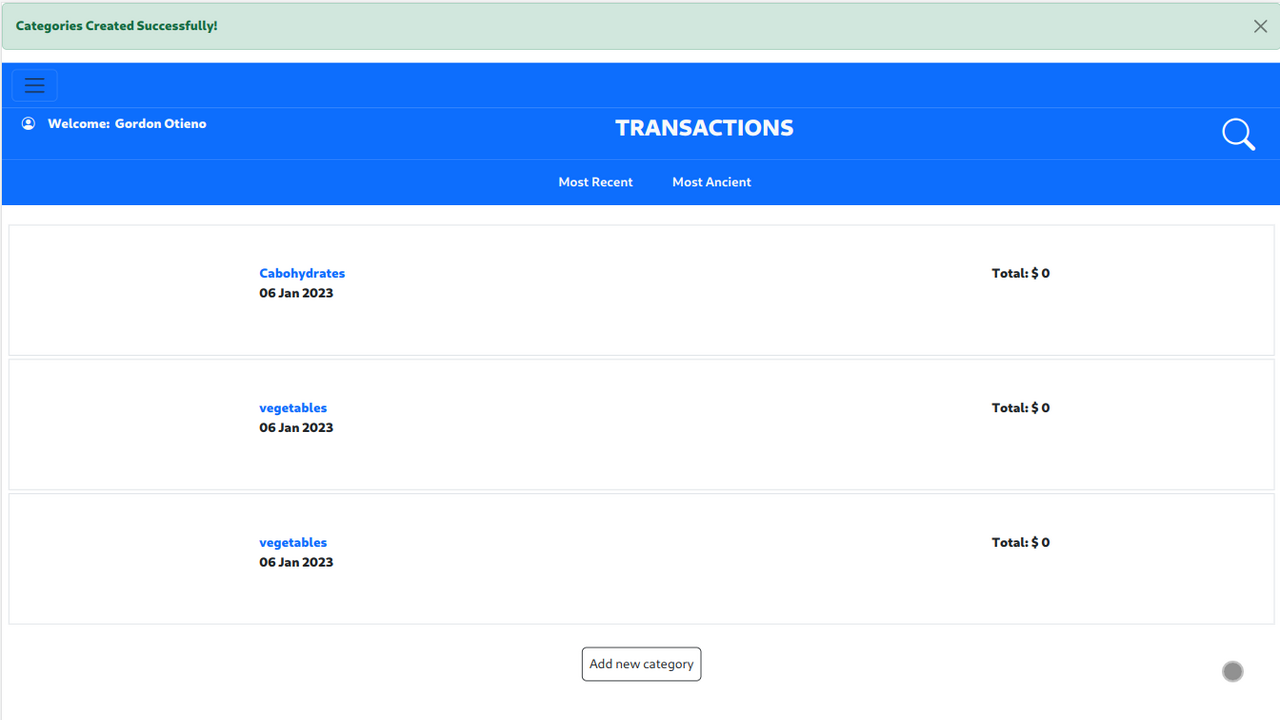 Categories Created Successfully!
Welcome: Gordon Otieno
TRANSACTIONS
Most Recent
Most Ancient
Cabohydrates
Total: $ 0
06 Jan 2023
vegetables
Total: $ 0
06 Jan 2023
vegetables
Total: $ 0
06 Jan 2023
Add new category